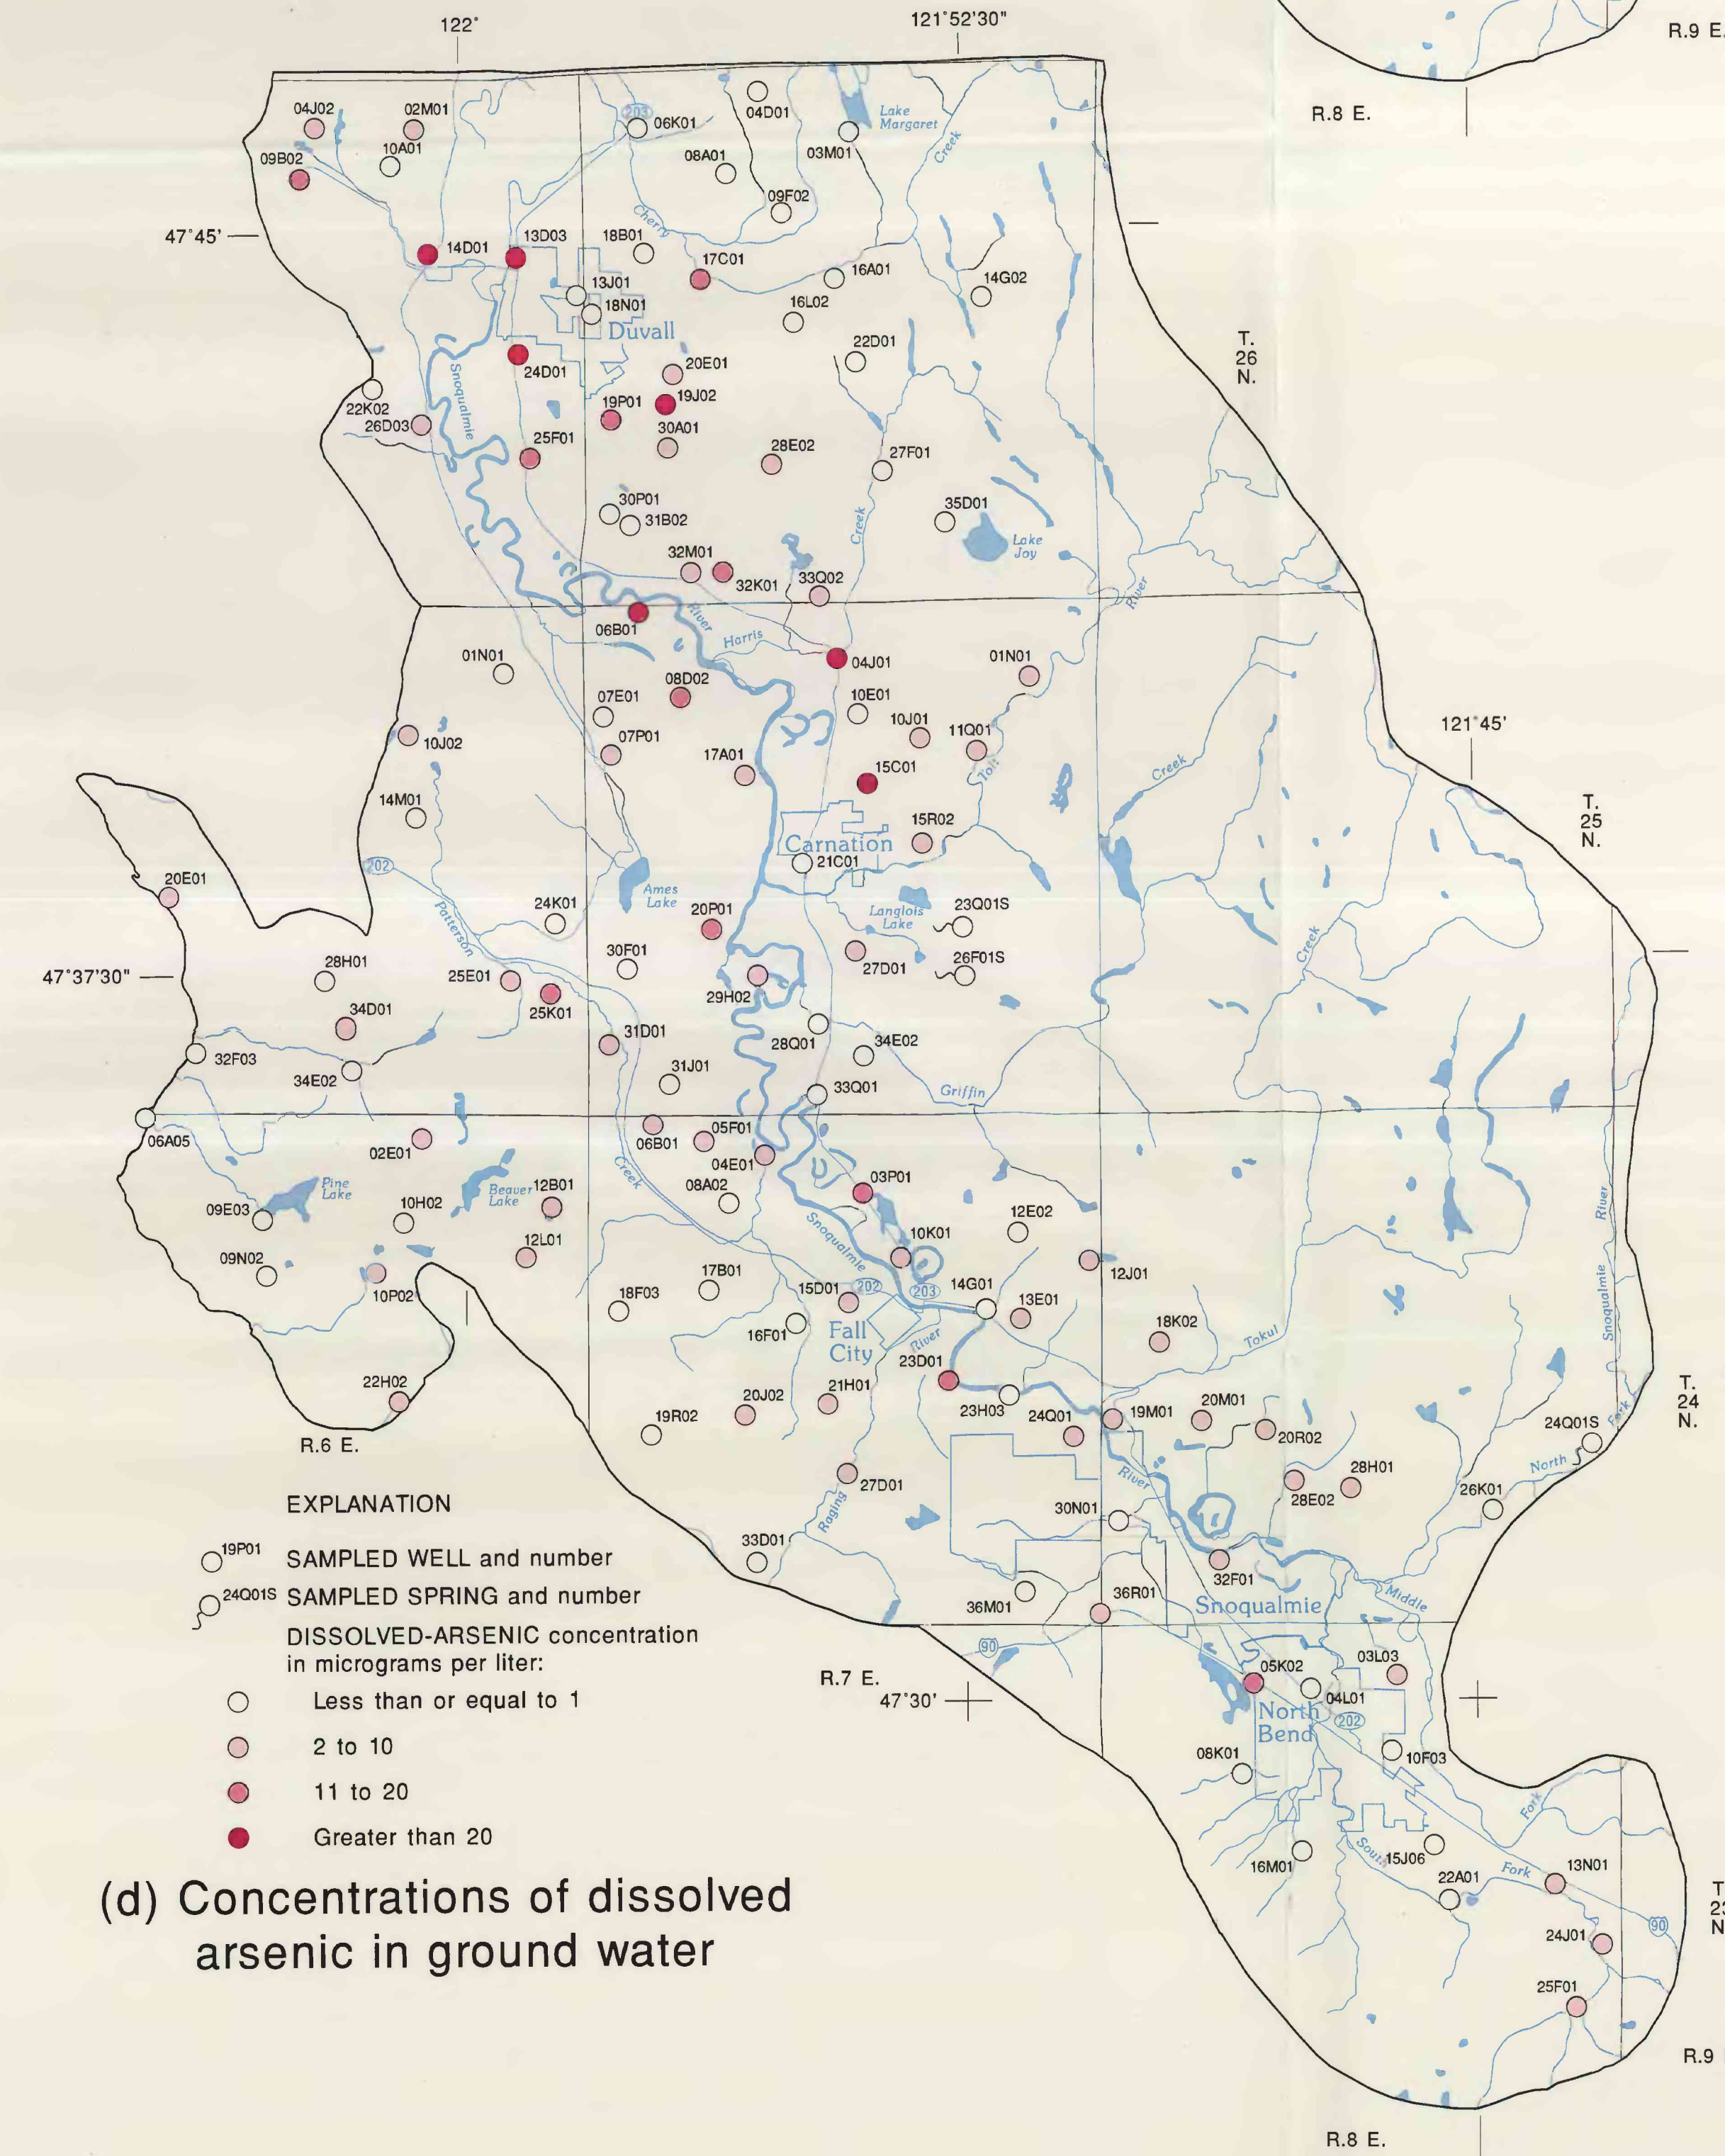 122°
121°52'30"
R.9 E.
R.8 E.
04D01
Lake
Margaret
04J02
02M01
203
06K01
03M01
Creek
10A01
09B02
08A01
09F02
Cherry
47°45'
14D01
13D03
18B01
17C01
16A01
14G02
13J01
18N01
16L02
Duvall
22D01
T.
26
N.
24D01
20E01
Snoqualmie
22K02
19P01
19J02
26D03
30A01
25F01
28E02
27F01
30P01
31B02
35D01
Creek
Lake
Joy
32M01
32K01
33Q02
River
06B01
River
Harris
01N01
04J01
01N01
08D02
07E01
10E01
10J01
11Q01
121°45'
10J02
07P01
17A01
15C01
Tolt
Creek
14M01
T.
25
N.
15R02
Carnation
21C01
202
20E01
Ames
Lake
24K01
Patterson
20P01
Langlois
Lake
23Q01S
Creek
47°37'30"
28H01
25E01
30F01
27D01
26F01S
29H02
25K01
34D01
31D01
28Q01
34E02
32F03
34E02
31J01
33Q01
Griffin
06A05
02E01
06B01
05F01
04E01
Creek
03P01
Pine
Lake
Beaver
Lake
12B01
08A02
09E03
10H02
12E02
River
Snoqualmie
10K01
12L01
09N02
12J01
10P02
18F03
17B01
15D01
202
203
14G01
13E01
Snoqualmie
16F01
Fall
City
River
18K02
Tokul
23D01
22H02
20J02
21H01
23H03
19R02
24Q01
19M01
20M01
20R02
T.
24
N.
24Q01S
Fork
R.6 E.
North
27D01
River
28E02
28H01
26K01
EXPLANATION
Raging
30N01
33D01
19P01 SAMPLED WELL and number
32F01
Middle
24Q01S SAMPLED SPRING and number
36M01
36R01
Snoqualmie
DISSOLVED-ARSENIC concentration
in micrograms per liter:
90
03L03
R.7 E.
47°30'
05K02
04L01
Less than or equal to 1
North
Bend
202
2 to 10
08K01
10F03
11 to 20
Fork
Greater than 20
16M01
South
15J06
22A01
Fork
13N01
(d) Concentrations of dissolved
arsenic in ground water
90
24J01
25F01
R.9
R.8 E.